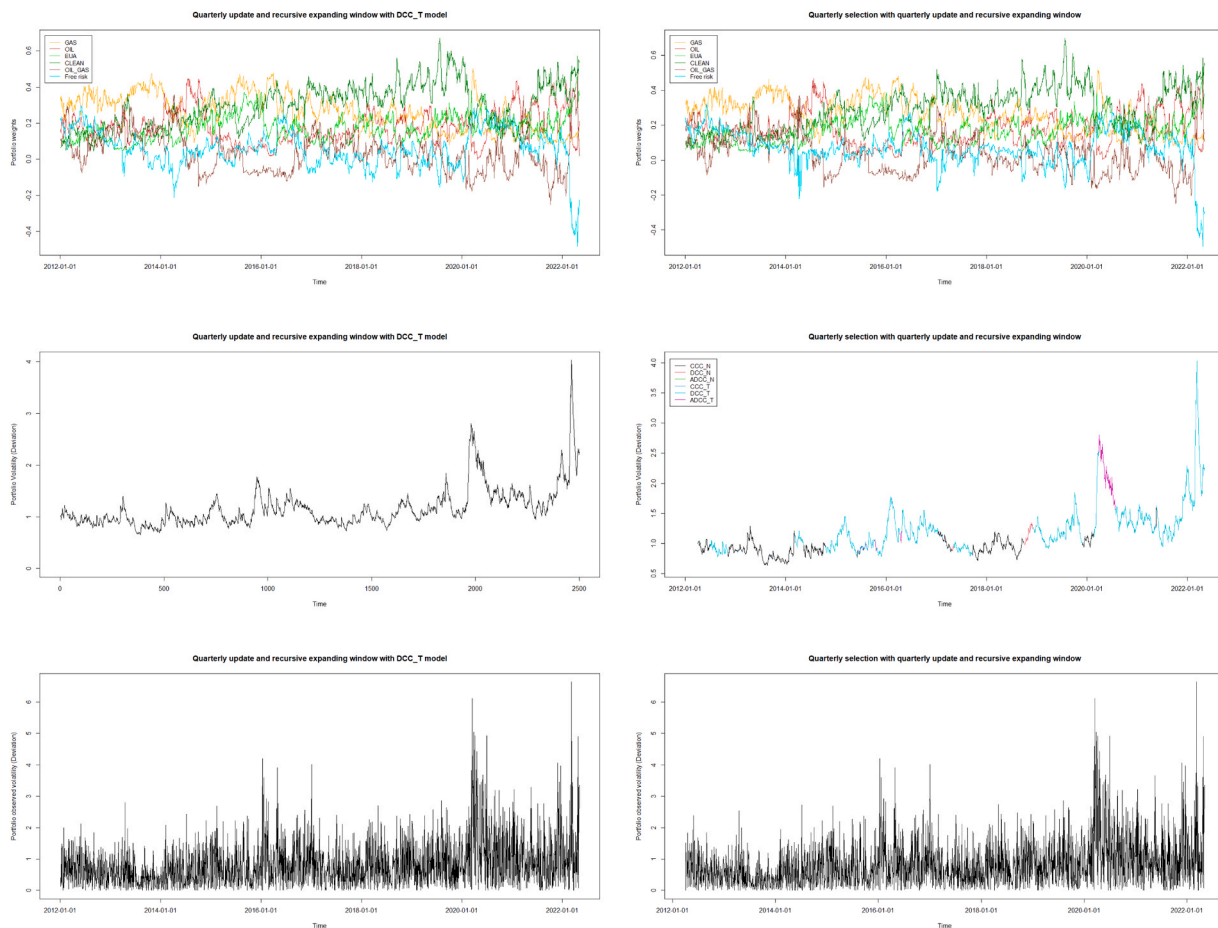 Quarterly update and recursive expanding window with DCC_T model
GAS
OIL
EUA
CLEAN
OIL_GAS
Free risk
0.6
0.4
0.2
0.0
-0.2
-0.4
Portfolio weights
2012-01-01 2014-01-01 2016-01-01 2018-01-01 2020-01-01 2022-01-01
Time
Quarterly selection with quarterly update and recursive expanding window
GAS
OIL
EUA
CLEAN
OIL_GAS
Free risk
0.6
0.4
0.2
0.0
-0.2
-0.4
Portfolio weights
2012-01-01 2014-01-01 2016-01-01 2018-01-01 2020-01-01 2022-01-01
Time
Quarterly update and recursive expanding window with DCC_T model
4
3
2
1
0
Portfolio Volatility (Deviation)
0 500 1000 1500 2000 2500
Time
Quarterly selection with quarterly update and recursive expanding window
CCC_N
DCC_N
ADCC_N
CCC_T
DCC_T
ADCC_T
4.0
3.5
3.0
2.5
2.0
1.5
1.0
0.5
Portfolio Volatility (Deviation)
2012-01-01 2014-01-01 2016-01-01 2018-01-01 2020-01-01 2022-01-01
Time
Quarterly update and recursive expanding window with DCC_T model
6
5
4
3
2
1
0
Portfolio observed volatility (Deviation)
2012-01-01 2014-01-01 2016-01-01 2018-01-01 2020-01-01 2022-01-01
Time
Quarterly selection with quarterly update and recursive expanding window
6
5
4
3
2
1
0
Portfolio observed volatility (Deviation)
2012-01-01 2014-01-01 2016-01-01 2018-01-01 2020-01-01 2022-01-01
Time